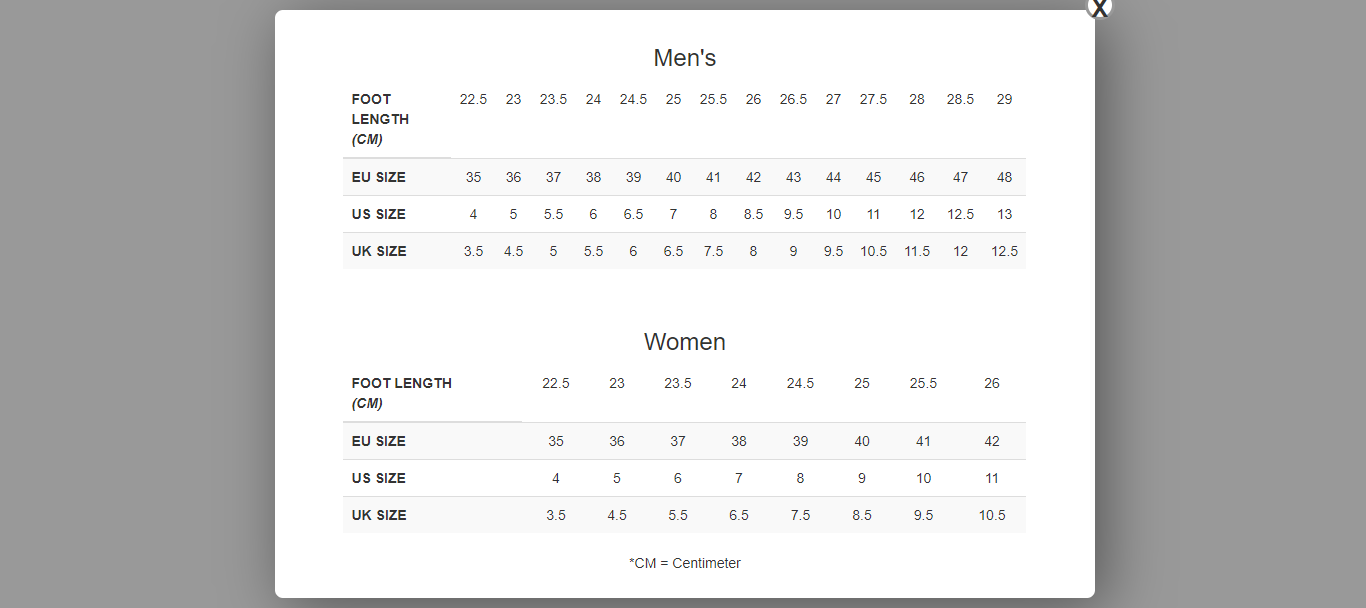 X
Men's
FOOT LENGTH (CM) 22.5 23 23.5 24 24.5 25 25.5 26 26.5 27 27.5 28 28.5 29
EU SIZE 35 36 37 38 39 40 41 42 43 44 45 46 47 48
US SIZE 4 5 5.5 6 6.5 7 8 8.5 9.5 10 11 12 12.5 13
UK SIZE 3.5 4.5 5 5.5 6 6.5 7.5 8 9 9.5 10.5 11.5 12 12.5
Women
FOOT LENGTH (CM) 22.5 23 23.5 24 24.5 25 25.5 26
EU SIZE 35 36 37 38 39 40 41 42
US SIZE 4 5 6 7 8 9 10 11
UK SIZE 3.5 4.5 5.5 6.5 7.5 8.5 9.5 10.5
*CM = Centimeter